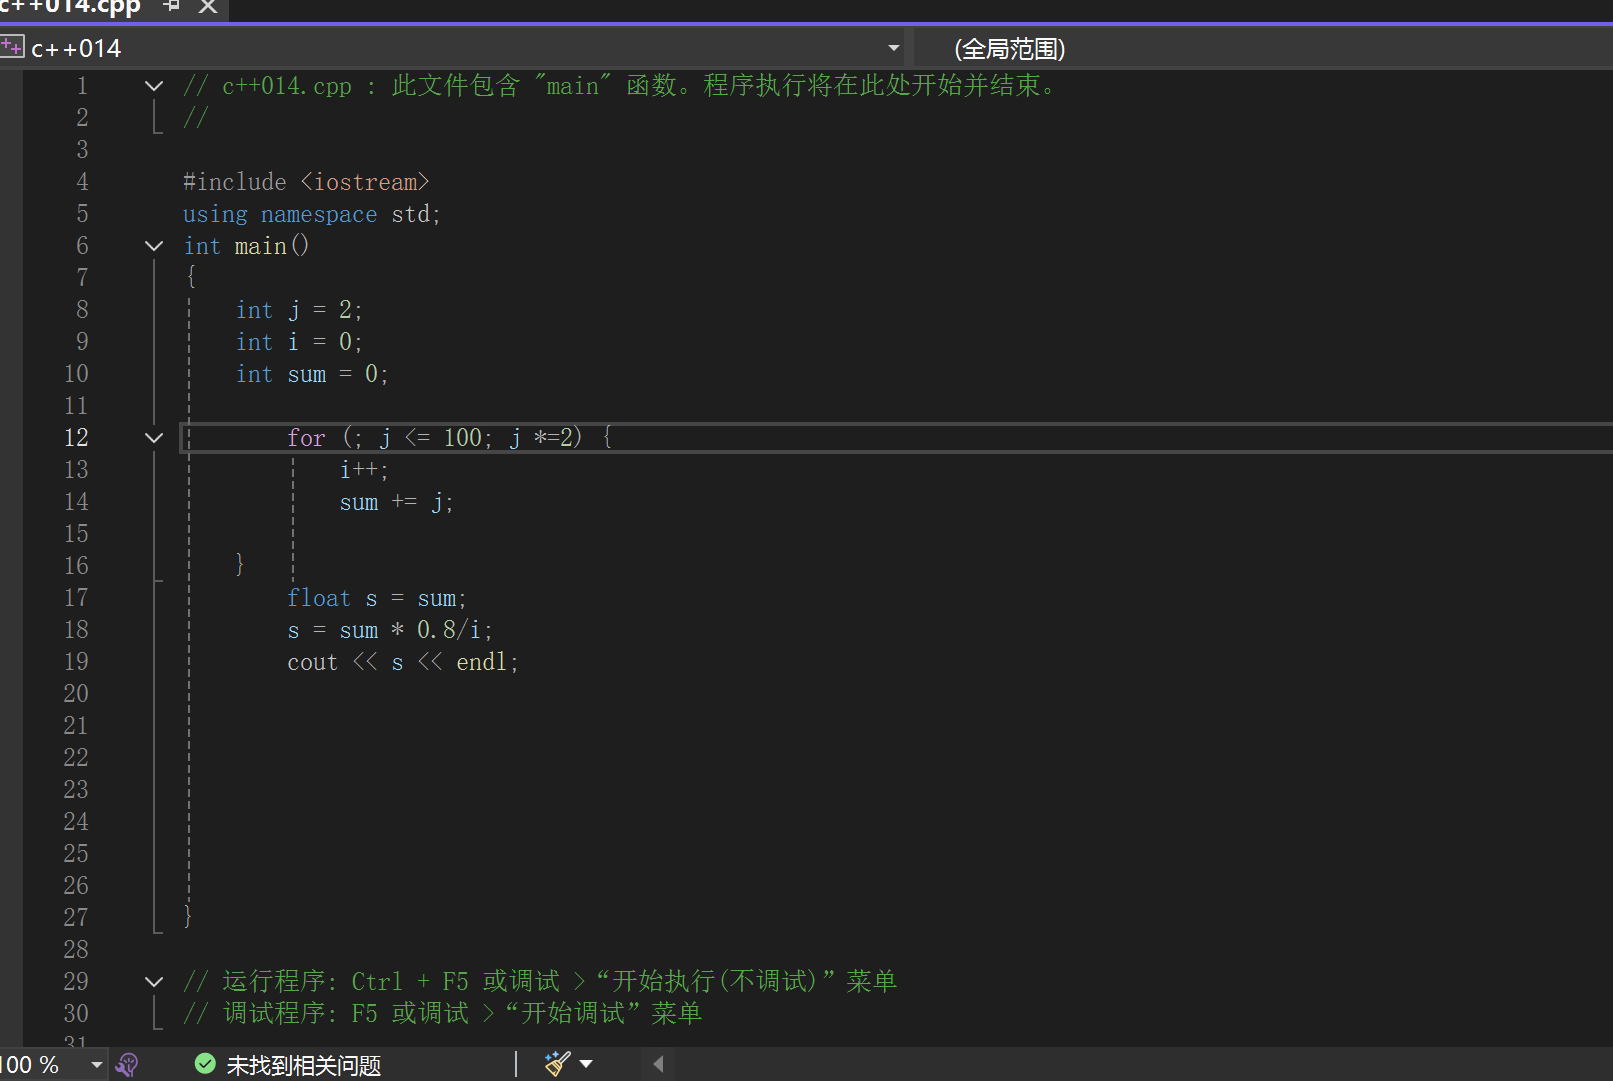 c++014.cpp
c++014
(全局范围)
1 // c++014.cpp : 此文件包含 "main" 函数。程序执行将在此处开始并结束。
2 //
3
4 #include <iostream>
5 using namespace std;
6 int main()
7 {
8 int j = 2;
9 int i = 0;
10 int sum = 0;
11
12 for (; j <= 100; j *=2) {
13 i++;
14 sum += j;
15
16 }
17 float s = sum;
18 s = sum * 0.8/i;
19 cout << s << endl;
20
21
22
23
24
25
26
27 }
28
29 // 运行程序: Ctrl + F5 或调试 >“开始执行(不调试)”菜单
30 // 调试程序: F5 或调试 >“开始调试”菜单
31
100 %
未找到相关问题